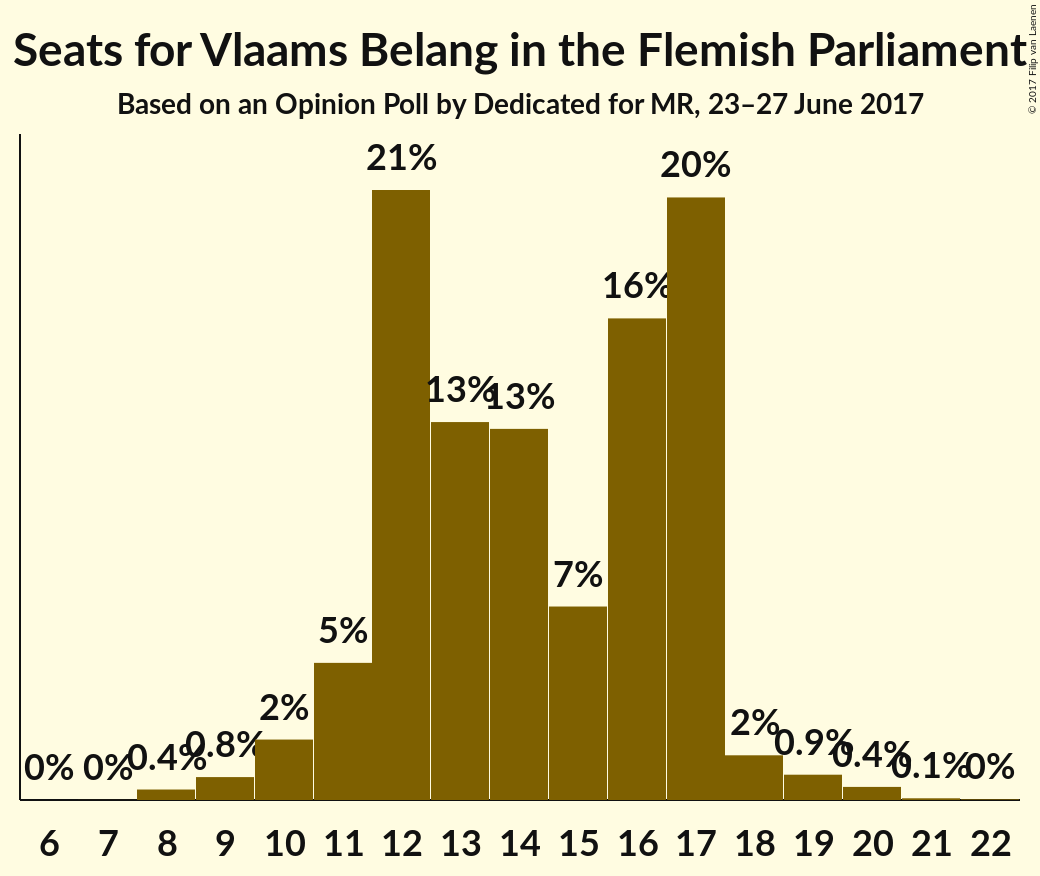 Seats for Vlaams Belang in the Flemish Parliament
Based on an Opinion Poll by Dedicated for MR, 23–27 June 2017
© 2017 Filip van Laenen
21%
20%
16%
13%
13%
7%
5%
2%
2%
0% 0% 0.4% 0.8% 0.9% 0.4% 0.1% 0%
6 7 8 9 10 11 12 13 14 15 16 17 18 19 20 21 22